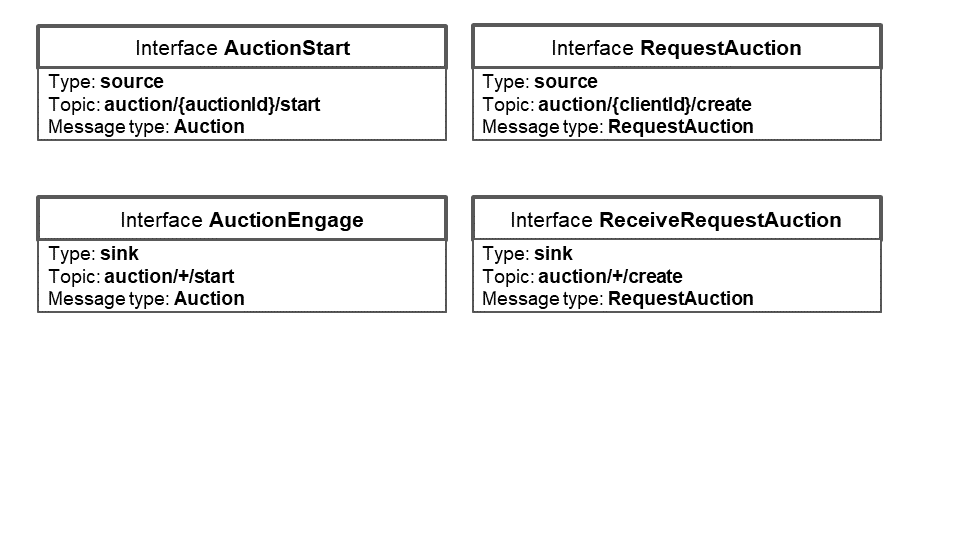 Interface AuctionStart
Type: source
Topic: auction/{auctionId}/start
Message type: Auction
Interface RequestAuction
Type: source
Topic: auction/{clientId}/create
Message type: RequestAuction
Interface AuctionEngage
Type: sink
Topic: auction/+/start
Message type: Auction
Interface ReceiveRequestAuction
Type: sink
Topic: auction/+/create
Message type: RequestAuction